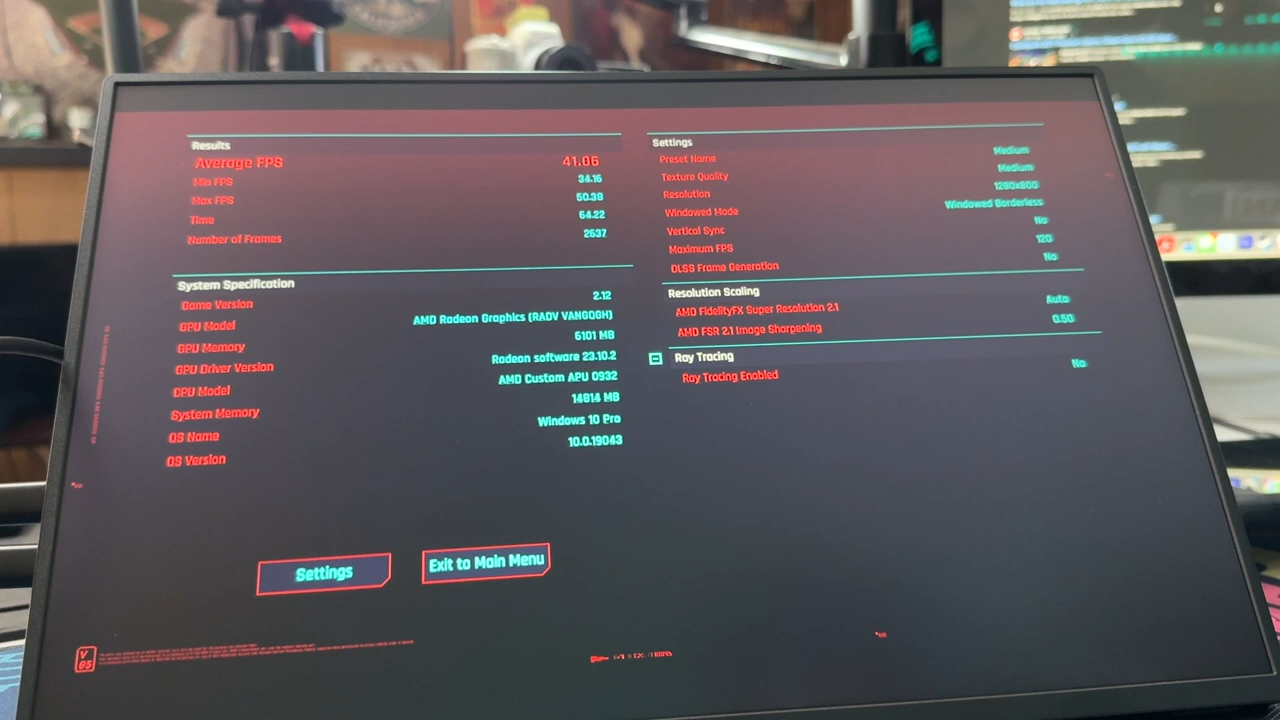 Results
Average FPS 41.06
Min FPS 34.15
Max FPS 50.38
Time 64.22
Number of Frames 2637
System Specification
Game Version 2.12
GPU Model AMD Radeon Graphics (RADV VANGOGH)
GPU Memory 6101 MB
GPU Driver Version Radeon software 23.10.2
CPU Model AMD Custom APU 0932
System Memory 14814 MB
OS Name Windows 10 Pro
OS Version 10.0.19043
Settings
Preset Name Medium
Texture Quality Medium
Resolution 1280x800
Windowed Mode Windowed Borderless
Vertical Sync No
Maximum FPS 120
DLSS Frame Generation No
Resolution Scaling
AMD FidelityFX Super Resolution 2.1 Auto
AMD FSR 2.1 Image Sharpening 0.50
Ray Tracing
Ray Tracing Enabled No
Settings
Exit to Main Menu
V
05